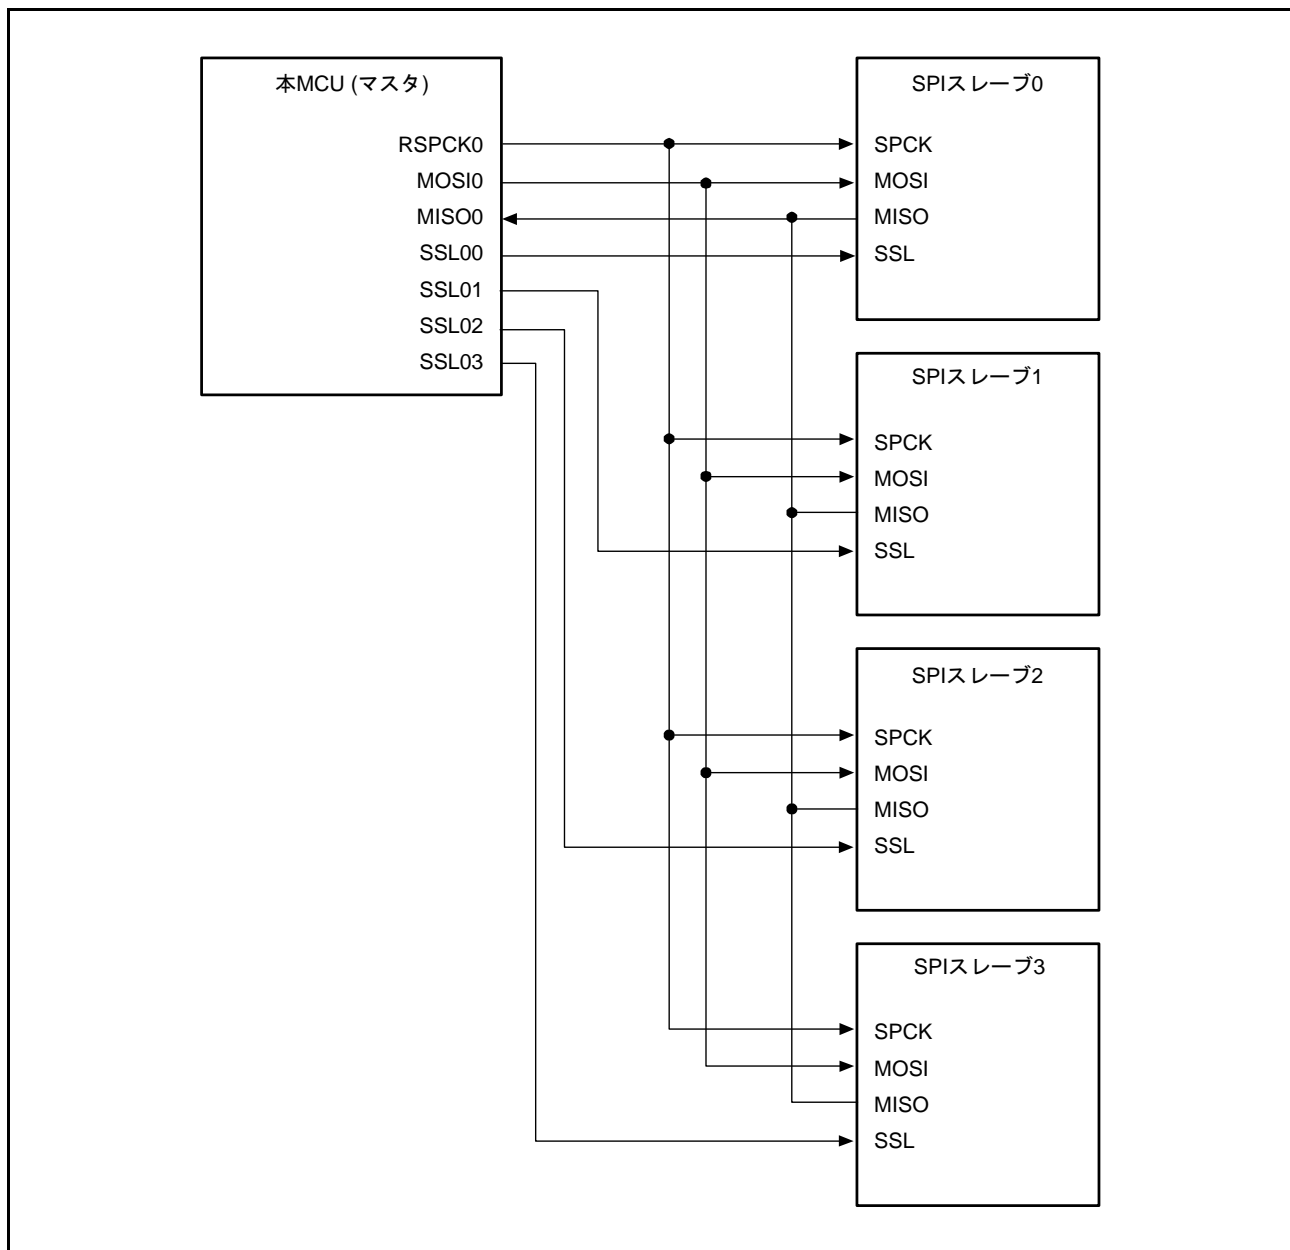 本MCU (マスタ)
RSPCK0
MOSI0
MISO0
SSL00
SSL01
SSL02
SSL03
SPIスレーブ0
SPCK
MOSI
MISO
SSL
SPIスレーブ1
SPCK
MOSI
MISO
SSL
SPIスレーブ2
SPCK
MOSI
MISO
SSL
SPIスレーブ3
SPCK
MOSI
MISO
SSL